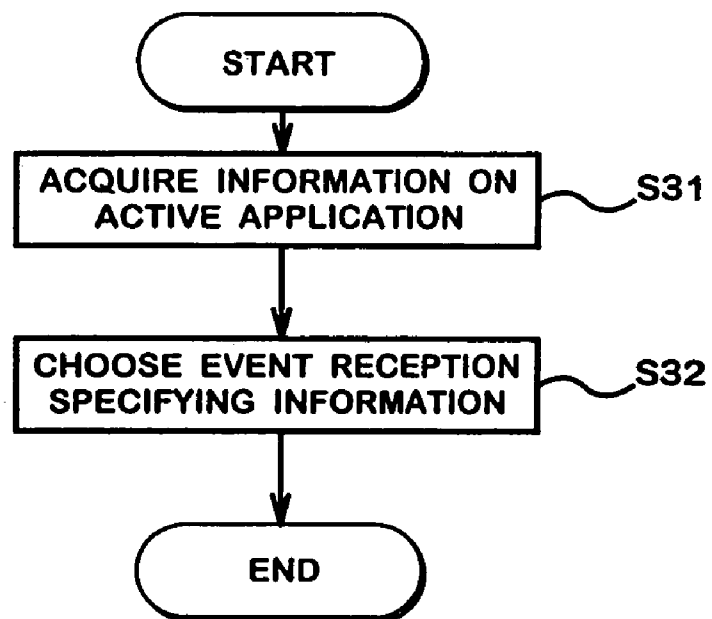 START
ACQUIRE INFORMATION ON
ACTIVE APPLICATION
S31
CHOOSE EVENT RECEPTION
SPECIFYING INFORMATION
S32
END